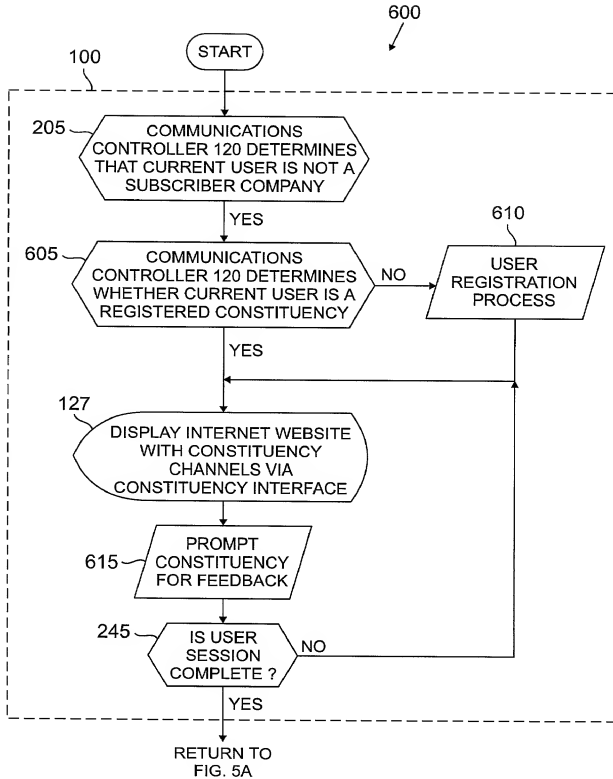 600
START
100
205
COMMUNICATIONS
CONTROLLER 120 DETERMINES
THAT CURRENT USER IS NOT A
SUBSCRIBER COMPANY
YES
605
COMMUNICATIONS
CONTROLLER 120 DETERMINES
WHETHER CURRENT USER IS A
REGISTERED CONSTITUENCY
NO
610
USER
REGISTRATION
PROCESS
YES
127
DISPLAY INTERNET WEBSITE
WITH CONSTITUENCY
CHANNELS VIA
CONSTITUENCY INTERFACE
615
PROMPT
CONSTITUENCY
FOR FEEDBACK
245
IS USER
SESSION
COMPLETE ?
NO
YES
RETURN TO
FIG. 5A